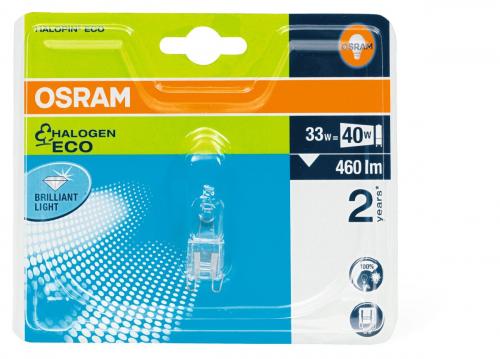 HALOPIN® ECO
OSRAM
OSRAM
HALOGEN
ECO
33W=40W
460 lm
BRILLIANT
LIGHT
2 years*
100%